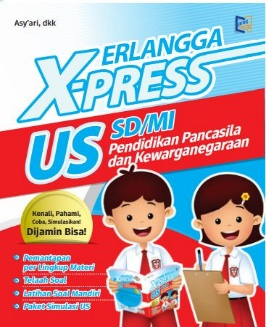 Asy'ari, dkk
ERLANGGA
X-PRESS
US SD/MI
Pendidikan Pancasila
dan Kewarganegaraan
Kenali, Pahami,
Coba, Simulasikan!
Dijamin Bisa!
• Pemantapan
per Lingkup Materi
• Telaah Soal
• Latihan Soal Mandiri
• Paket Simulasi US